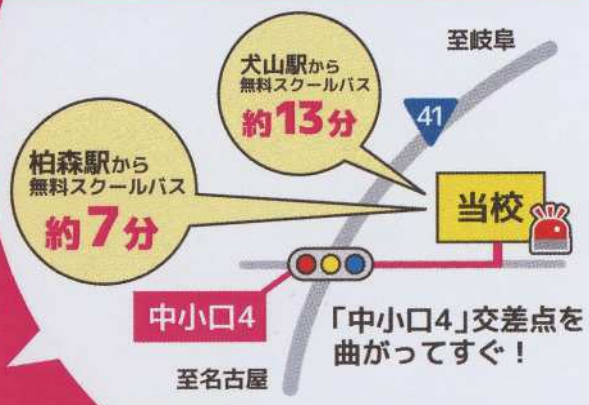 至岐阜
犬山駅から
無料スクールバス
約13分
41
柏森駅から
無料スクールバス
約7分
当校
中小口4
「中小口4」交差点を
曲がってすぐ！
至名古屋